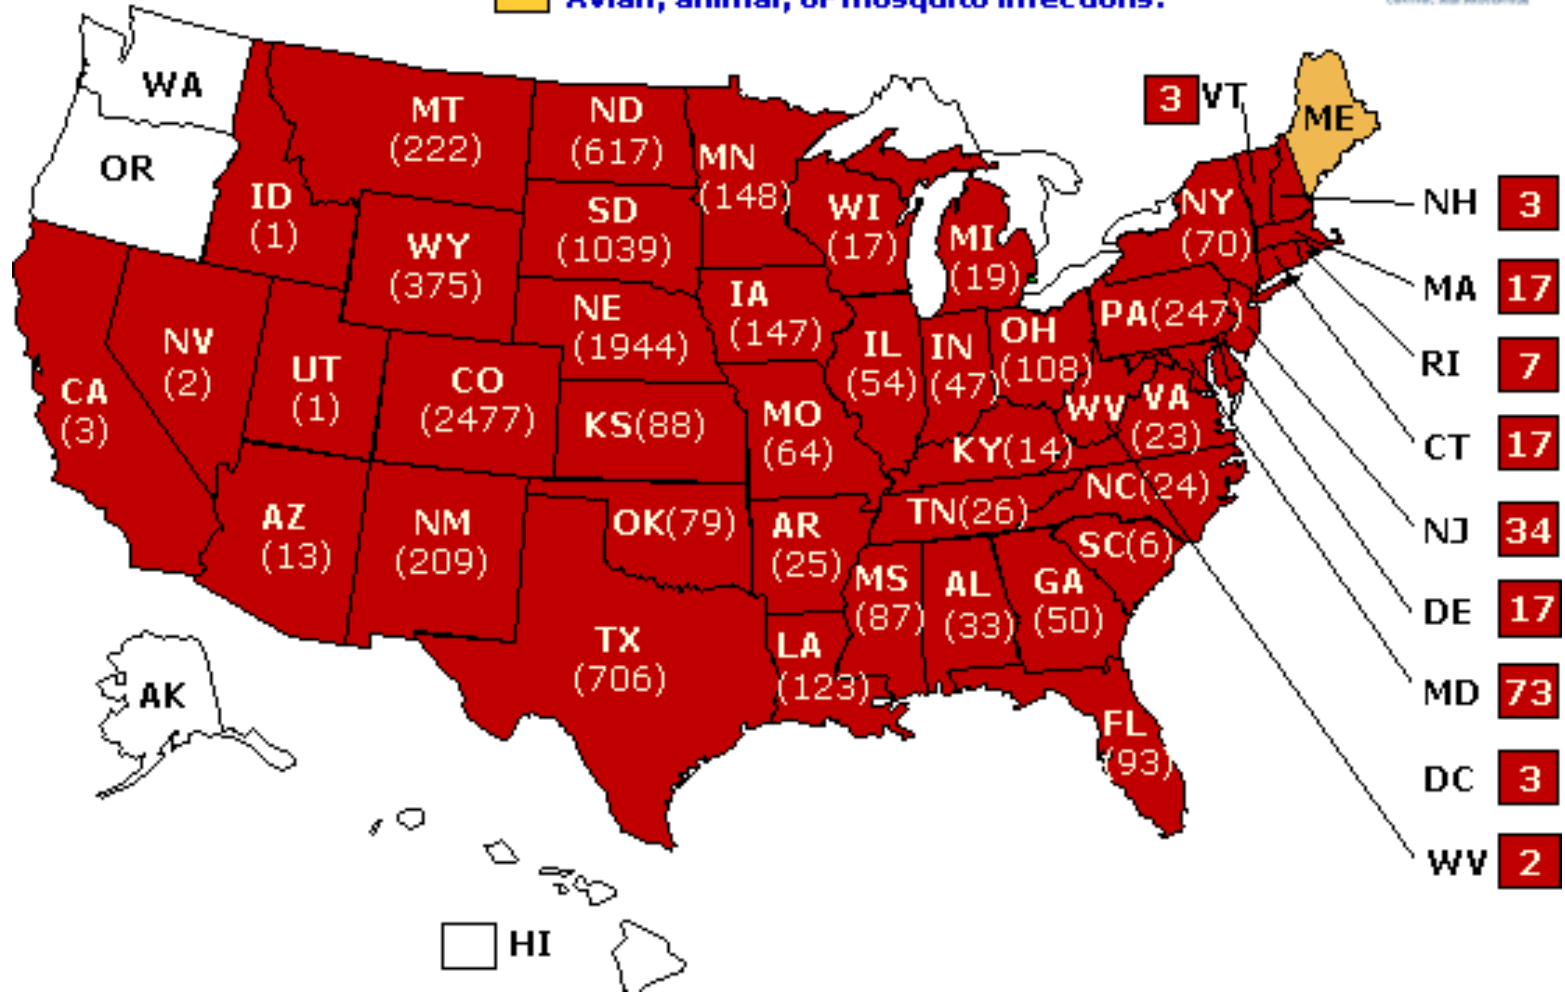 Avian, animal, or mosquito infections.
WA
MT
(222)
ND
(617)
MN
(148)
3 VT
ME
OR
ID
(1)
WY
(375)
SD
(1039)
WI
(17)
MI
(19)
NY
(70)
NH 3
MA 17
NE
(1944)
IA
(147)
PA(247)
NV
(2)
UT
(1)
CO
(2477)
IL
(54)
IN
(47)
OH
(108)
RI 7
CA
(3)
KS(88)
MO
(64)
KY(14)
WV
VA
(23)
CT 17
AZ
(13)
NM
(209)
OK(79)
AR
(25)
TN(26)
NC(24)
SC(6)
NJ 34
MS
(87)
AL
(33)
GA
(50)
DE 17
TX
(706)
LA
(123)
FL
(93)
AK
MD 73
DC 3
WV 2
HI